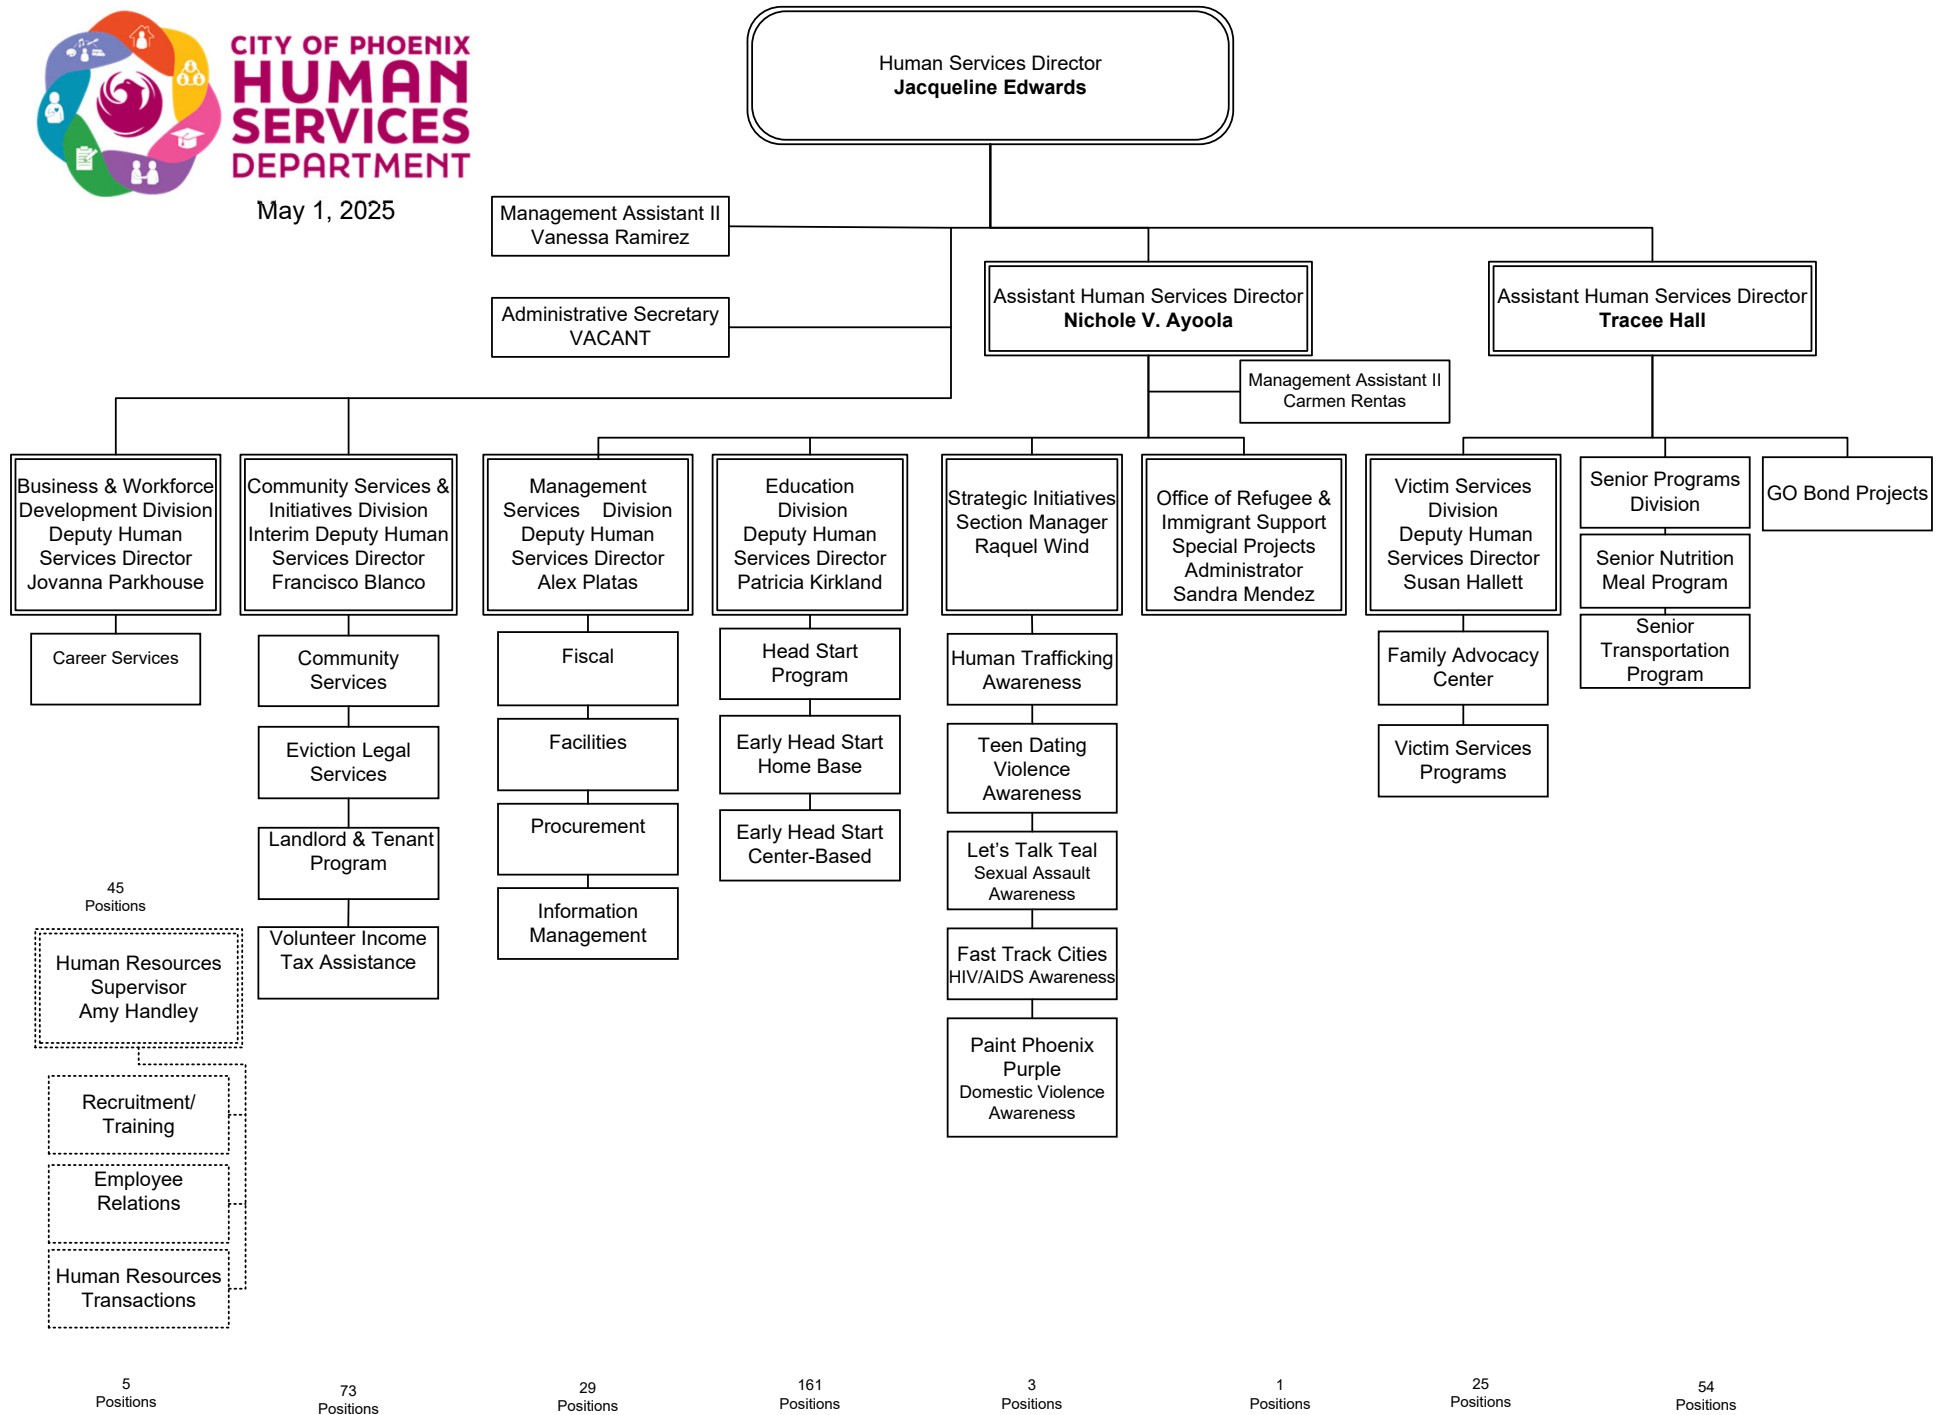 CITY OF PHOENIX
HUMAN
SERVICES
DEPARTMENT
May 1, 2025
Human Services Director
Jacqueline Edwards
Management Assistant II
Vanessa Ramirez
Administrative Secretary
VACANT
Assistant Human Services Director
Nichole V. Ayoola
Assistant Human Services Director
Tracee Hall
Management Assistant II
Carmen Rentas
Business & Workforce
Development Division
Deputy Human
Services Director
Jovanna Parkhouse
Career Services
45
Positions
Community Services &
Initiatives Division
Interim Deputy Human
Services Director
Francisco Blanco
Community
Services
Eviction Legal
Services
Landlord & Tenant
Program
Volunteer Income
Tax Assistance
Management
Services Division
Deputy Human
Services Director
Alex Platas
Fiscal
Facilities
Procurement
Information
Management
Education
Division
Deputy Human
Services Director
Patricia Kirkland
Head Start
Program
Early Head Start
Home Base
Early Head Start
Center-Based
Strategic Initiatives
Section Manager
Raquel Wind
Human Trafficking
Awareness
Teen Dating
Violence
Awareness
Let's Talk Teal
Sexual Assault
Awareness
Fast Track Cities
HIV/AIDS Awareness
Paint Phoenix
Purple
Domestic Violence
Awareness
Office of Refugee &
Immigrant Support
Special Projects
Administrator
Sandra Mendez
Victim Services
Division
Deputy Human
Services Director
Susan Hallett
Family Advocacy
Center
Victim Services
Programs
Senior Programs
Division
Senior Nutrition
Meal Program
Senior
Transportation
Program
GO Bond Projects
Human Resources
Supervisor
Amy Handley
Recruitment/
Training
Employee
Relations
Human Resources
Transactions
5
Positions
73
Positions
29
Positions
161
Positions
3
Positions
1
Positions
25
Positions
54
Positions